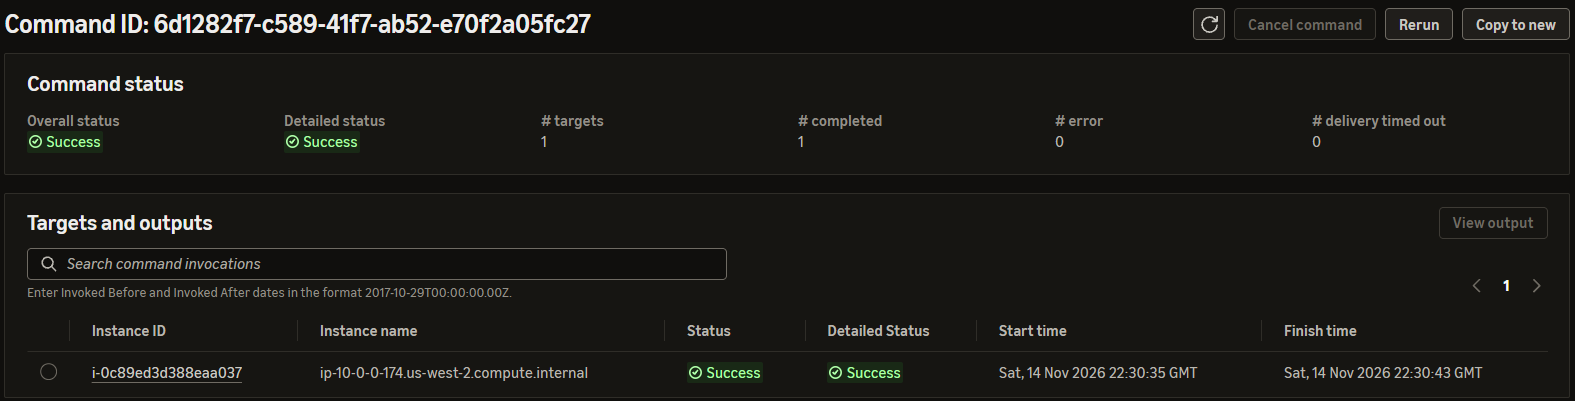 Command ID: 6d1282f7-c589-41f7-ab52-e70f2a05fc27
Cancel command
Rerun
Copy to new
Command status
Overall status
Success
Detailed status
Success
# targets
1
# completed
1
# error
0
# delivery timed out
0
Targets and outputs
View output
Search command invocations
Enter Invoked Before and Invoked After dates in the format 2017-10-29T00:00:00.00Z.
1
Instance ID Instance name Status Detailed Status Start time Finish time
i-0c89ed3d388eaa037 ip-10-0-0-174.us-west-2.compute.internal Success Success Sat, 14 Nov 2026 22:30:35 GMT Sat, 14 Nov 2026 22:30:43 GMT